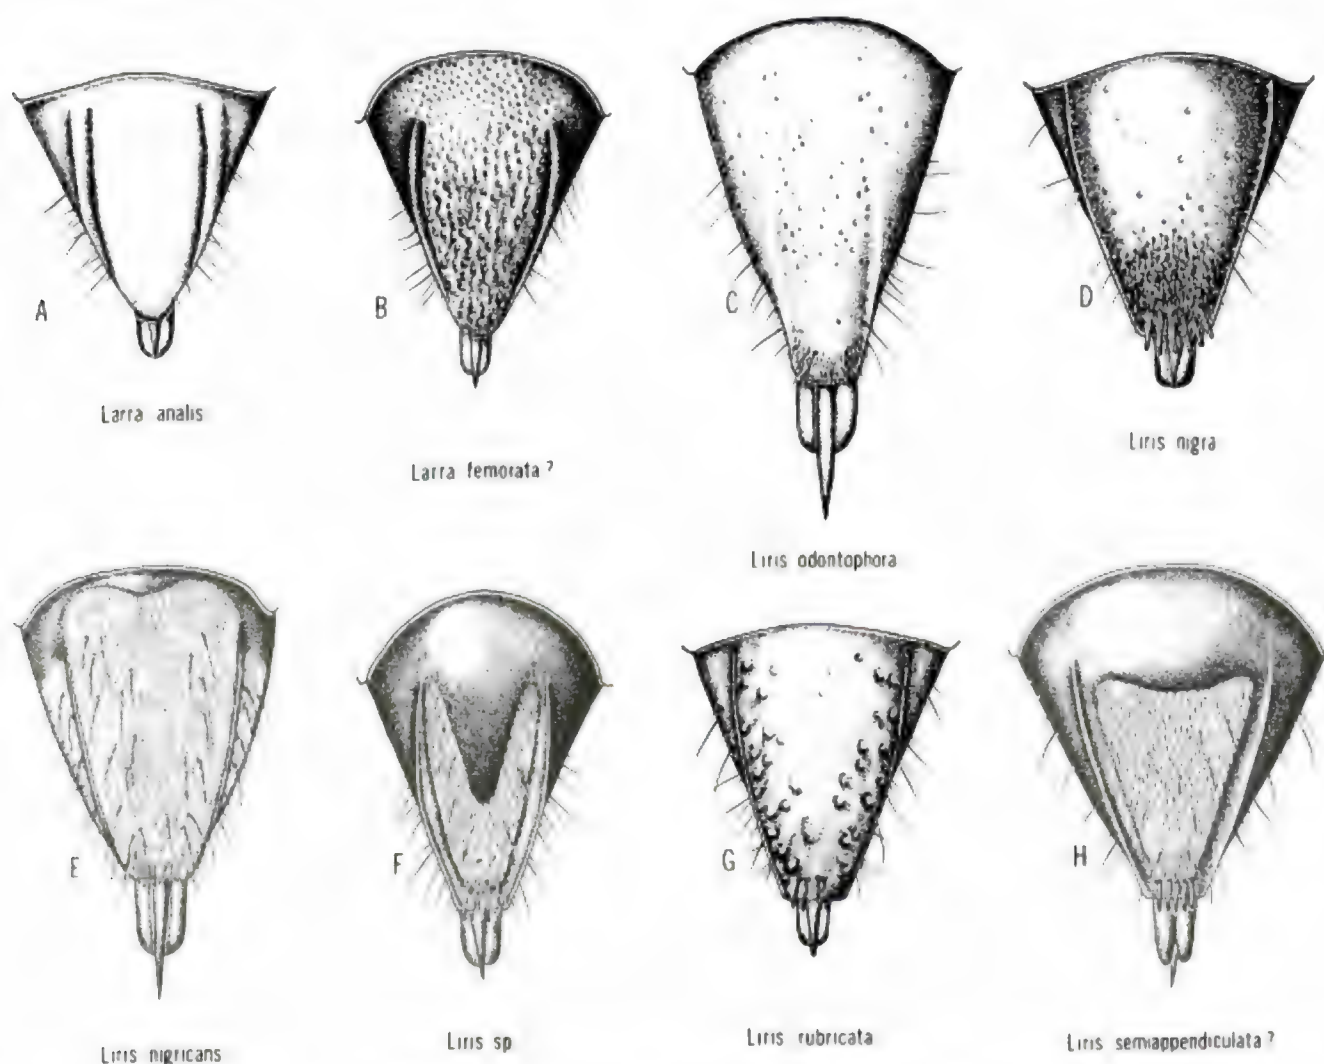 A
B
C
D
Larra analis
Larra femorata ?
Liris odontophora
Liris nigra
E
F
G
H
Liris nigricans
Liris sp
Liris rubricata
Liris semiappendiculata ?